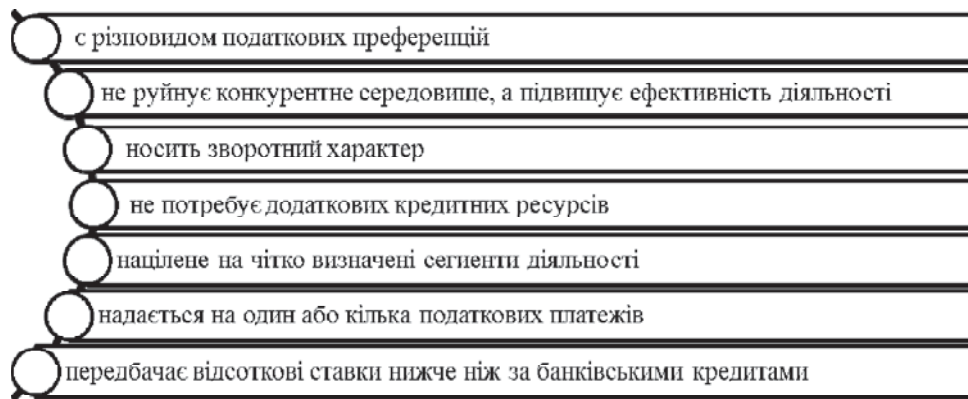 є різновидом податкових преференцій
не руйнує конкурентне середовище, а підвищує ефективність діяльності
носить зворотний характер
не потребує додаткових кредитних ресурсів
націлене на чітко визначені сегменти діяльності
надається на один або кілька податкових платежів
передбачає відсоткові ставки нижче ніж за банківськими кредитами